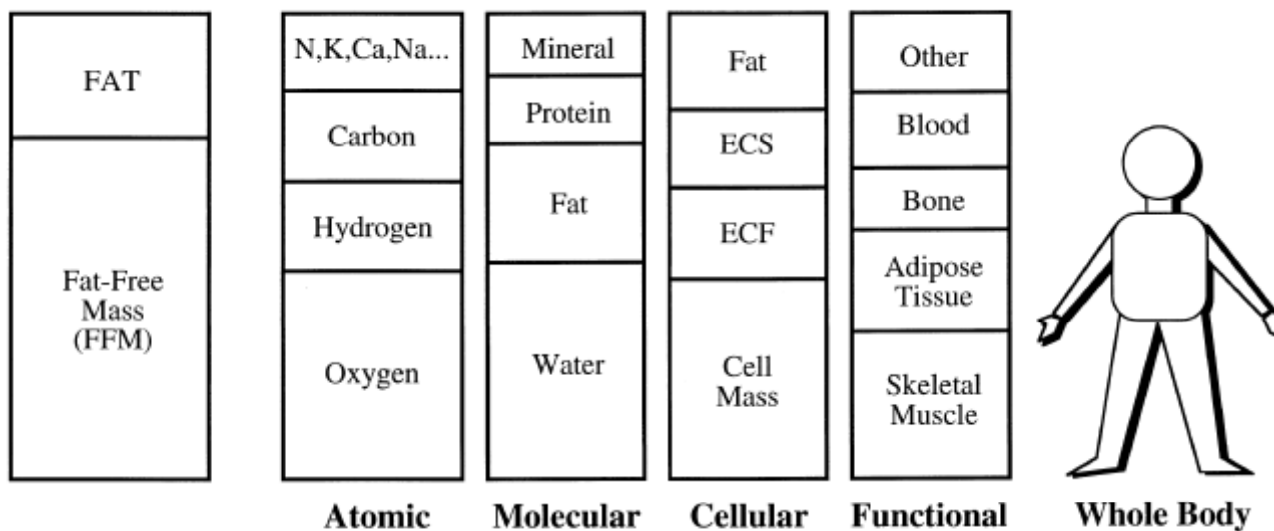 FAT
Fat-Free
Mass
(FFM)
N,K,Ca,Na...
Carbon
Hydrogen
Oxygen
Atomic
Mineral
Protein
Fat
Water
Molecular
Fat
ECS
ECF
Cell
Mass
Cellular
Other
Blood
Bone
Adipose
Tissue
Skeletal
Muscle
Functional
Whole Body